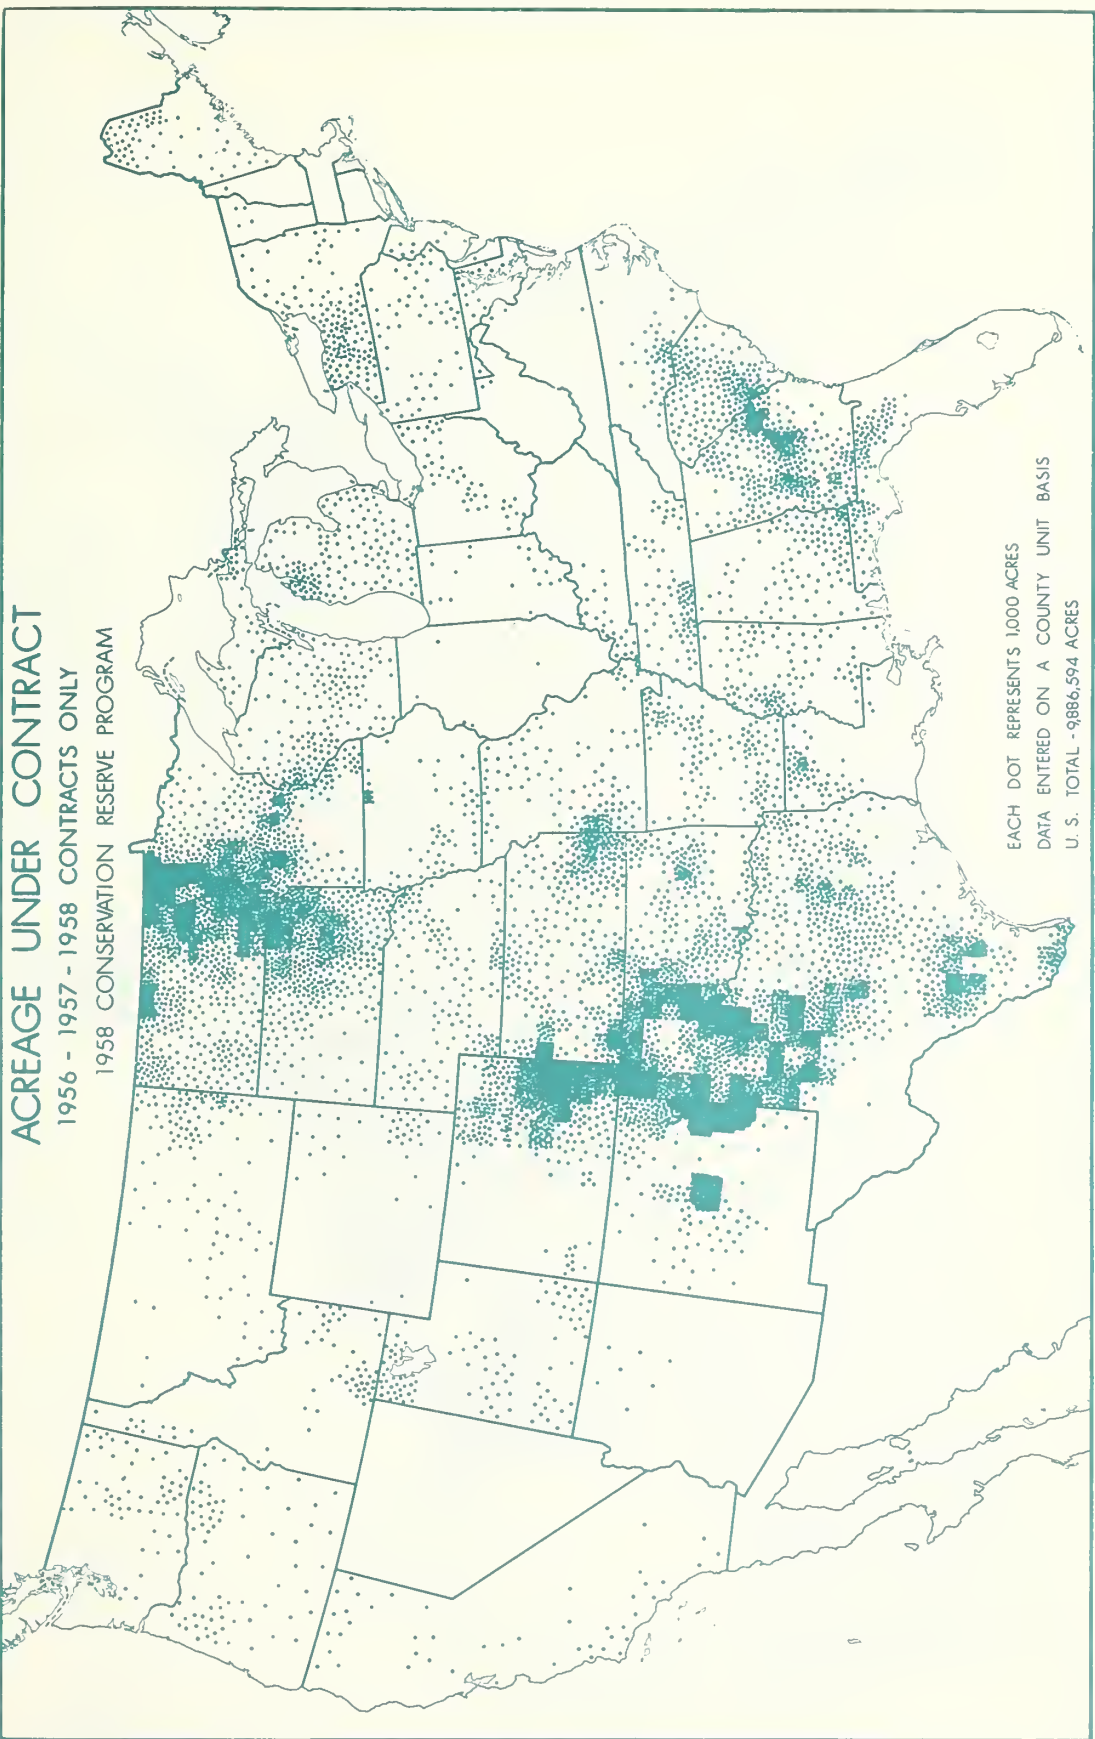 ACREAGE UNDER CONTRACT
1956 - 1957 - 1958 CONTRACTS ONLY
1958 CONSERVATION RESERVE PROGRAM
EACH DOT REPRESENTS 1,000 ACRES
DATA ENTERED ON A COUNTY UNIT BASIS
U. S. TOTAL - 9,886,594 ACRES